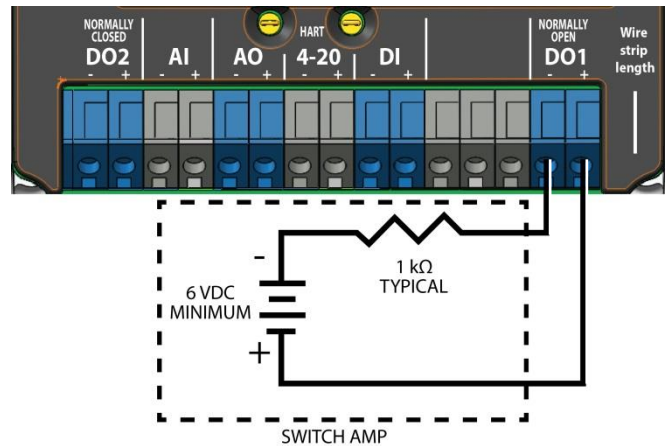 NORMALLY
CLOSED
DO2
- +
AI
- +
AO
- +
HART
4-20
- +
DI
- +
NORMALLY
OPEN
DO1
- +
Wire
strip
length
-
1 kΩ
TYPICAL
6 VDC
MINIMUM
+
SWITCH AMP